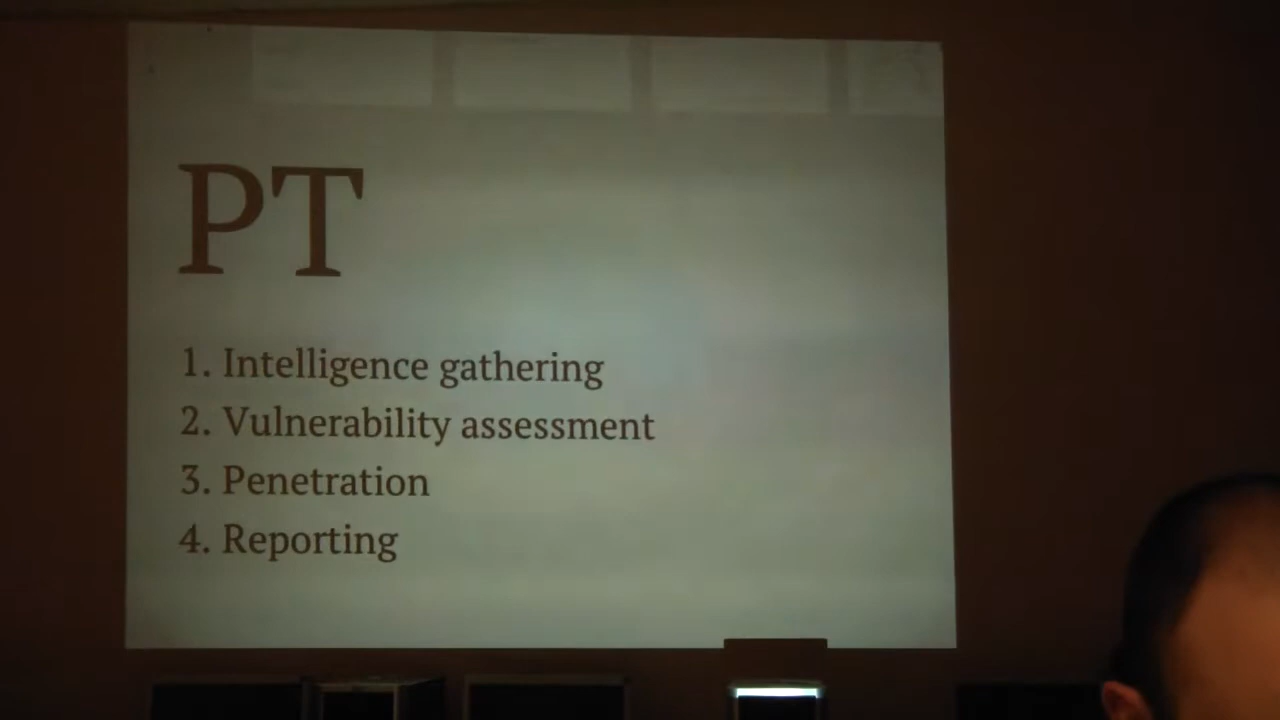 PT
1. Intelligence gathering
2. Vulnerability assessment
3. Penetration
4. Reporting